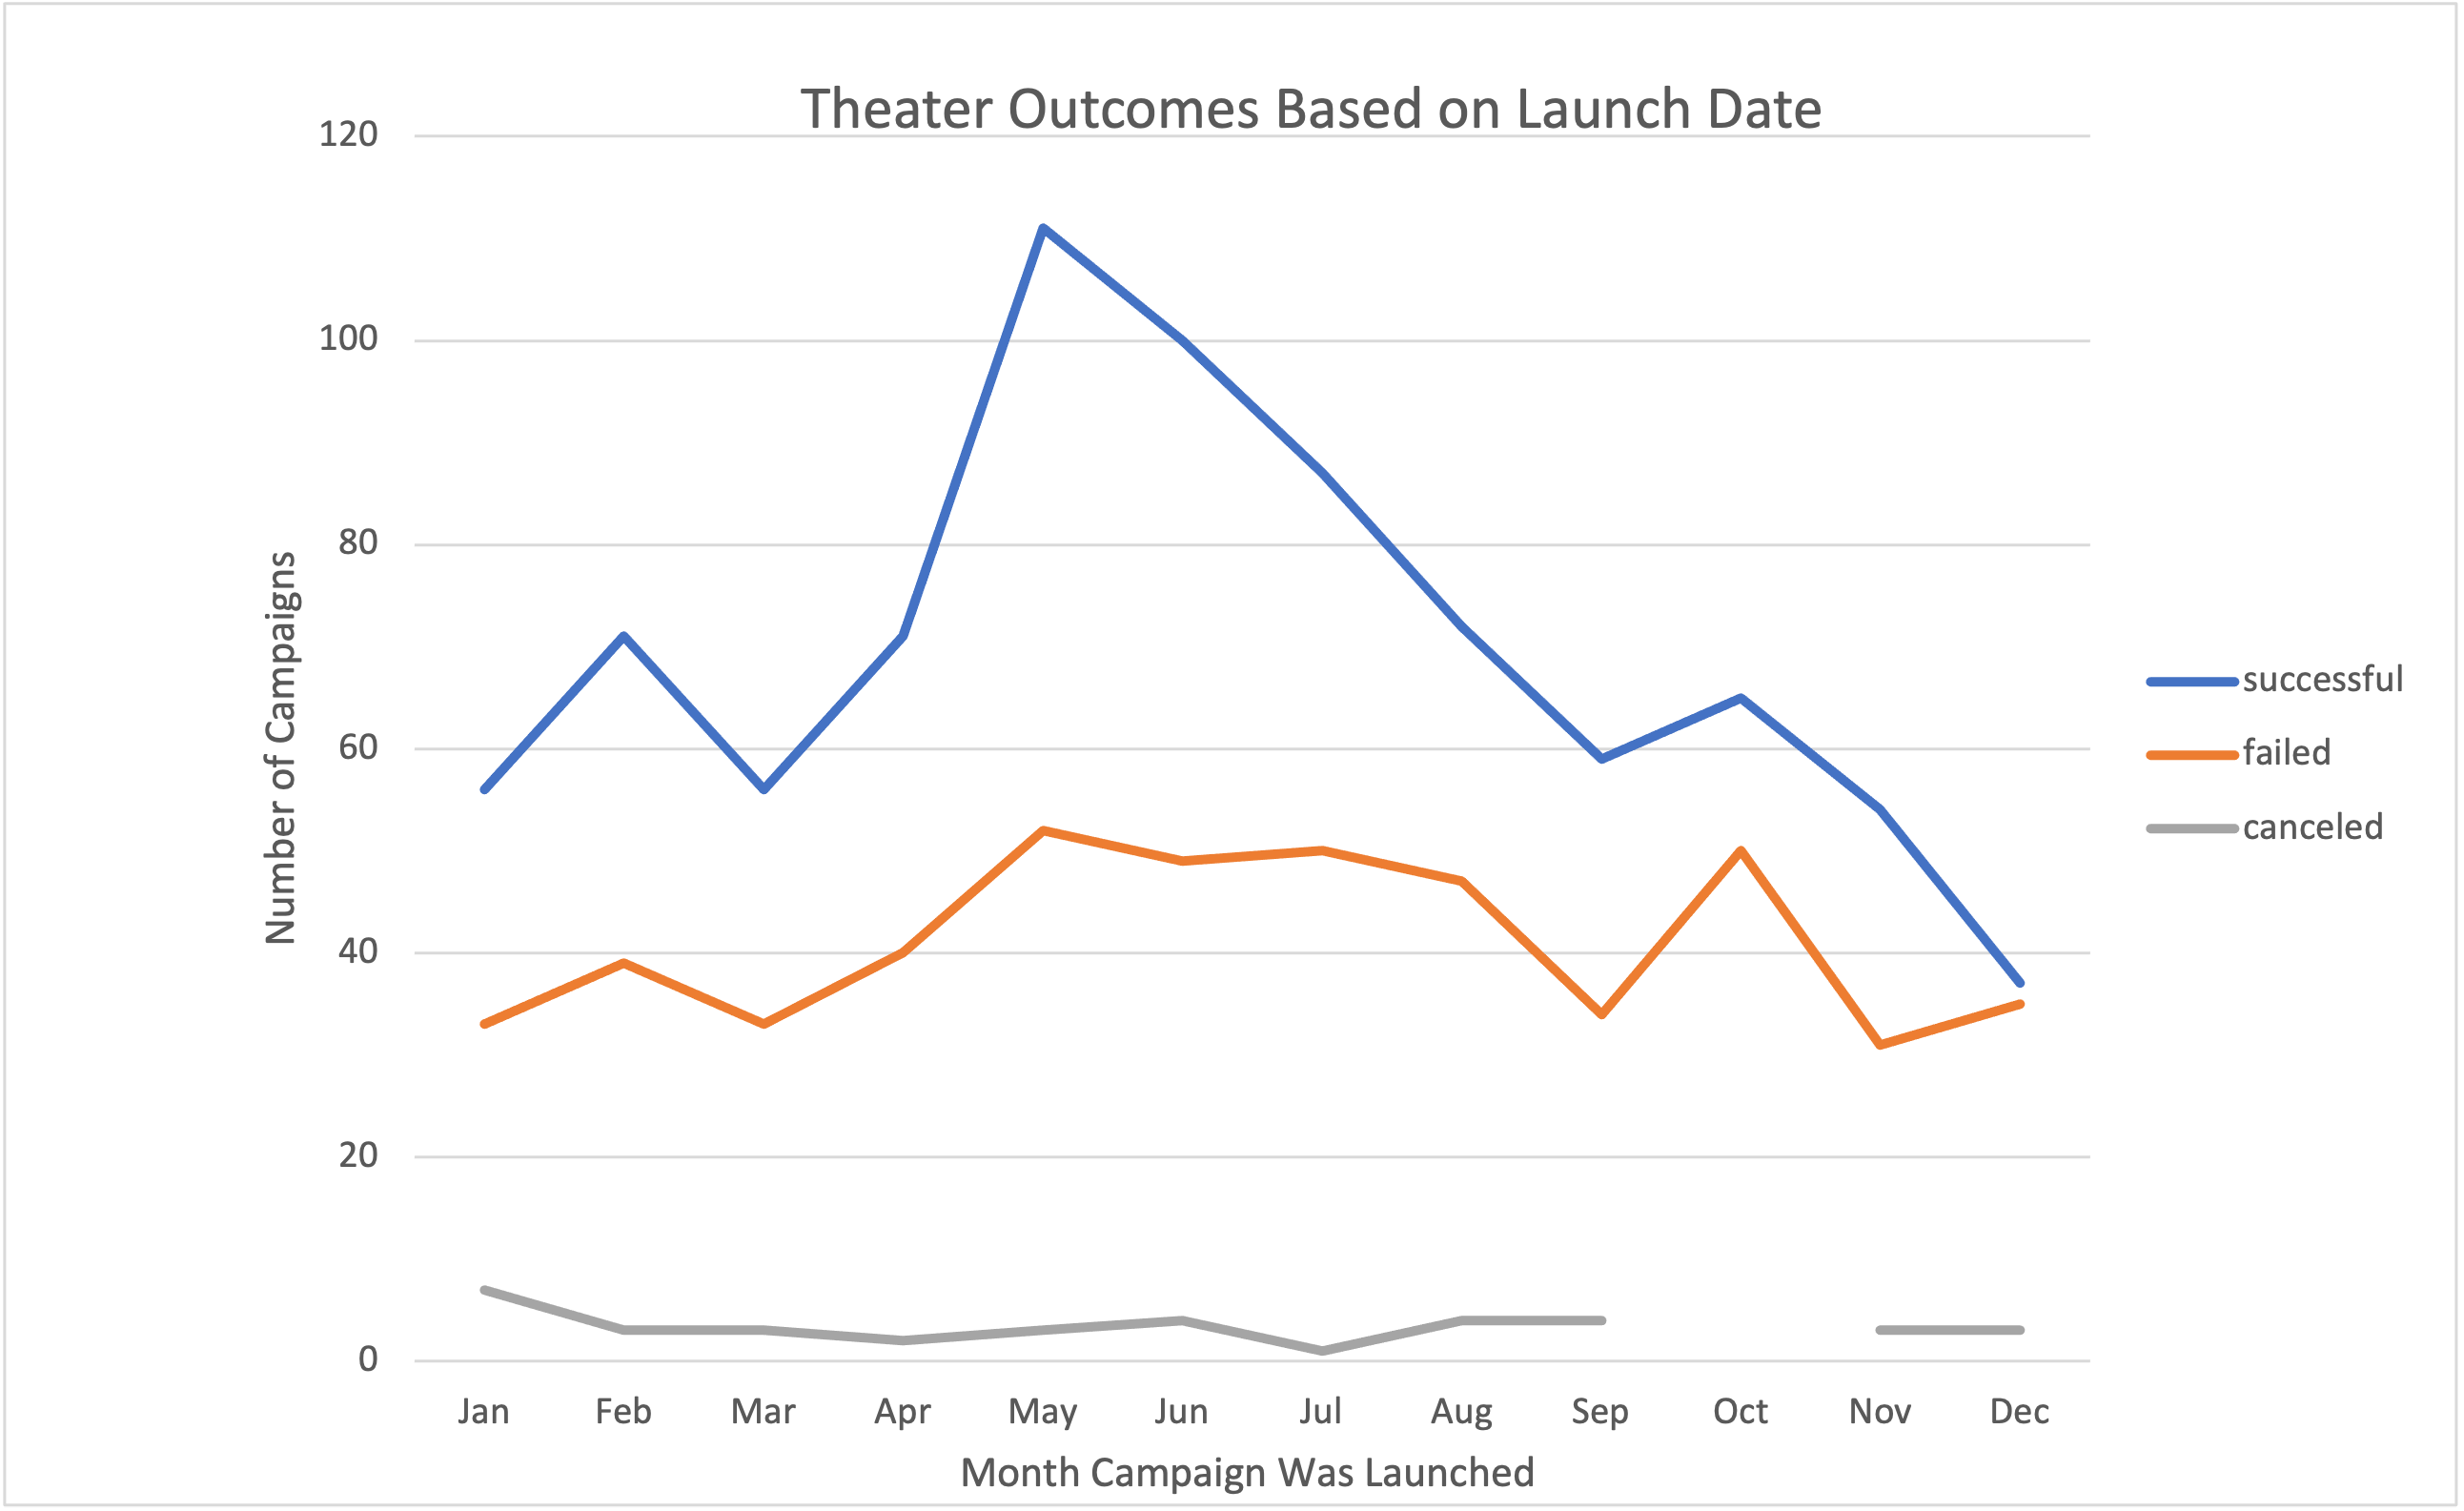 Theater Outcomes Based on Launch Date
120
100
80
60
40
20
0
Number of Campaigns
Jan Feb Mar Apr May Jun Jul Aug Sep Oct Nov Dec
Month Campaign Was Launched
successful
failed
canceled